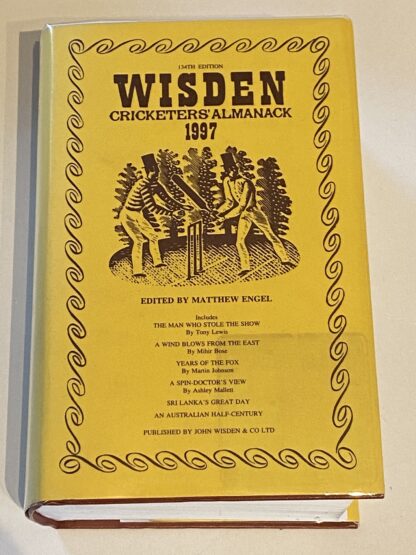 134TH EDITION
WISDEN
CRICKETERS' ALMANACK
1997
EDITED BY MATTHEW ENGEL
Includes
THE MAN WHO STOLE THE SHOW
By Tony Lewis
A WIND BLOWS FROM THE EAST
By Mihir Bose
YEARS OF THE FOX
By Martin Johnson
A SPIN-DOCTOR'S VIEW
By Ashley Mallett
SRI LANKA'S GREAT DAY
AN AUSTRALIAN HALF-CENTURY
PUBLISHED BY JOHN WISDEN & CO LTD